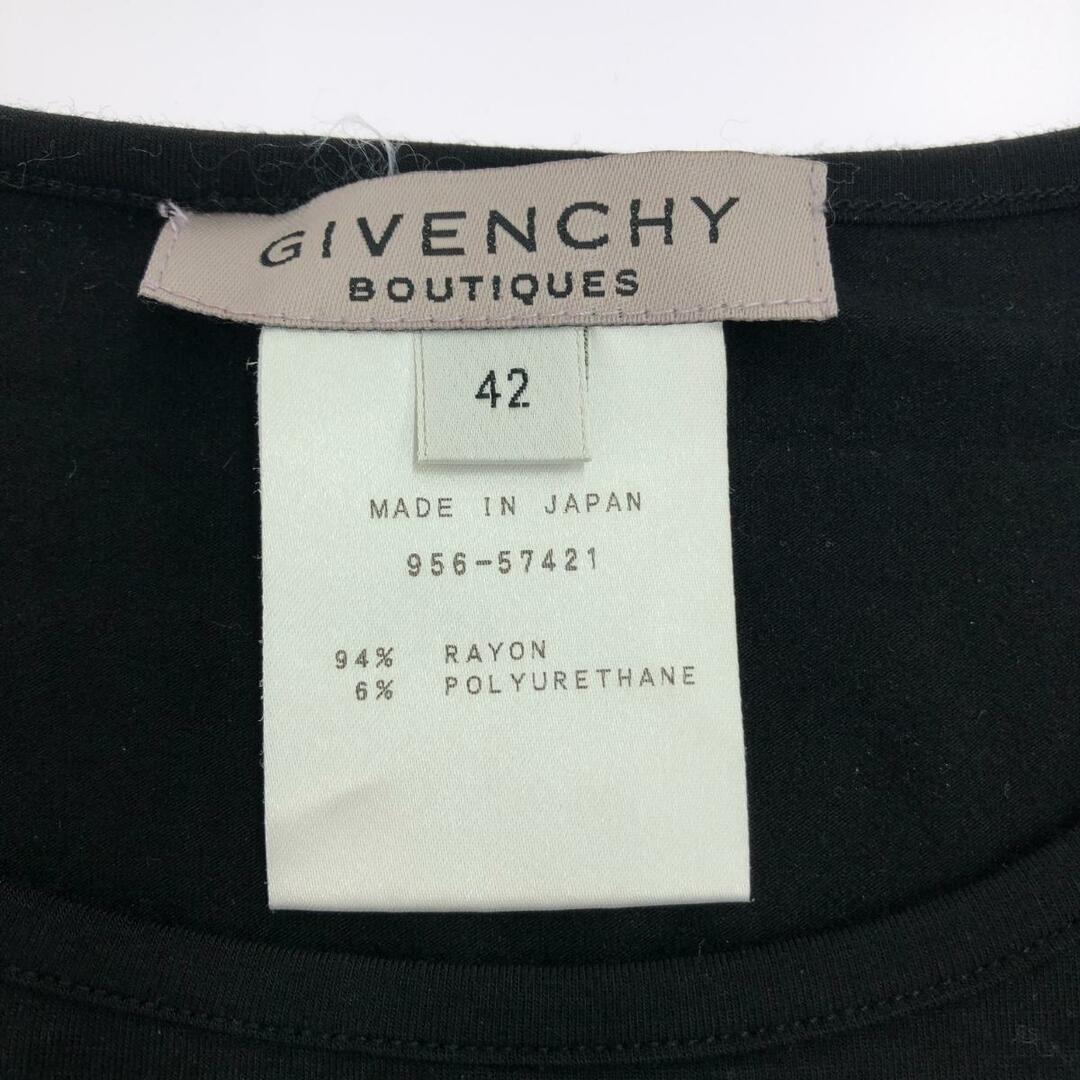 GIVENCHY
BOUTIQUES
42
MADE IN JAPAN
956-57421
94% RAYON
6% POLYURETHANE